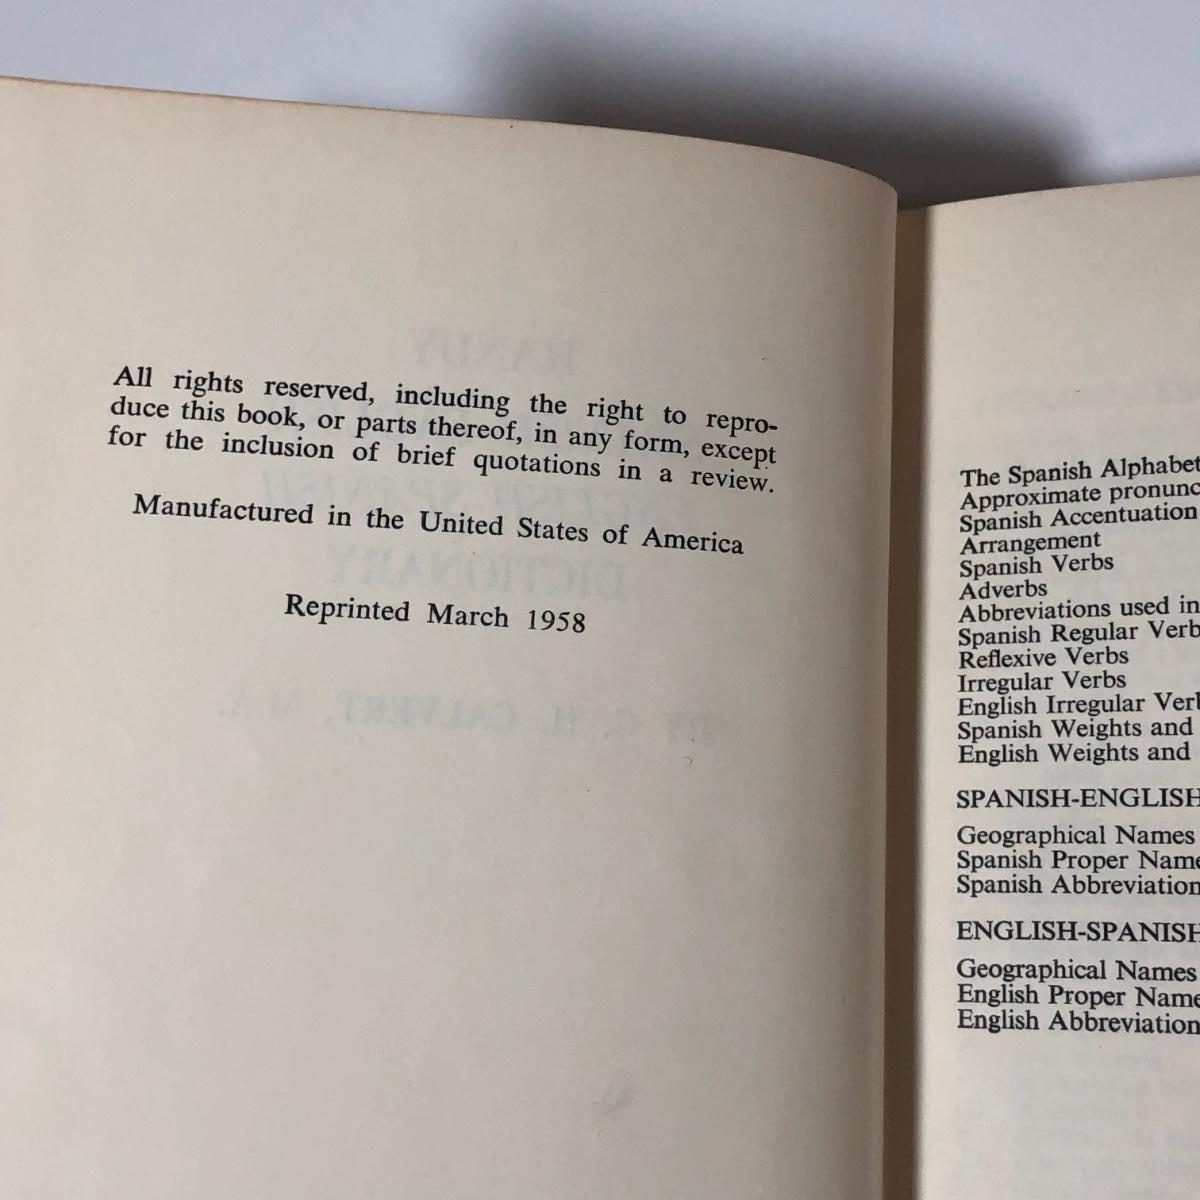 All rights reserved, including the right to repro-
duce this book, or parts thereof, in any form, except
for the inclusion of brief quotations in a review.
Manufactured in the United States of America
Reprinted March 1958
The Spanish Alphabet
Approximate pronunc
Spanish Accentuation
Arrangement
Spanish Verbs
Adverbs
Abbreviations used in
Spanish Regular Verb
Reflexive Verbs
Irregular Verbs
English Irregular Verb
Spanish Weights and
English Weights and
SPANISH-ENGLISH
Geographical Names
Spanish Proper Name
Spanish Abbreviation
ENGLISH-SPANISH
Geographical Names
English Proper Name
English Abbreviation